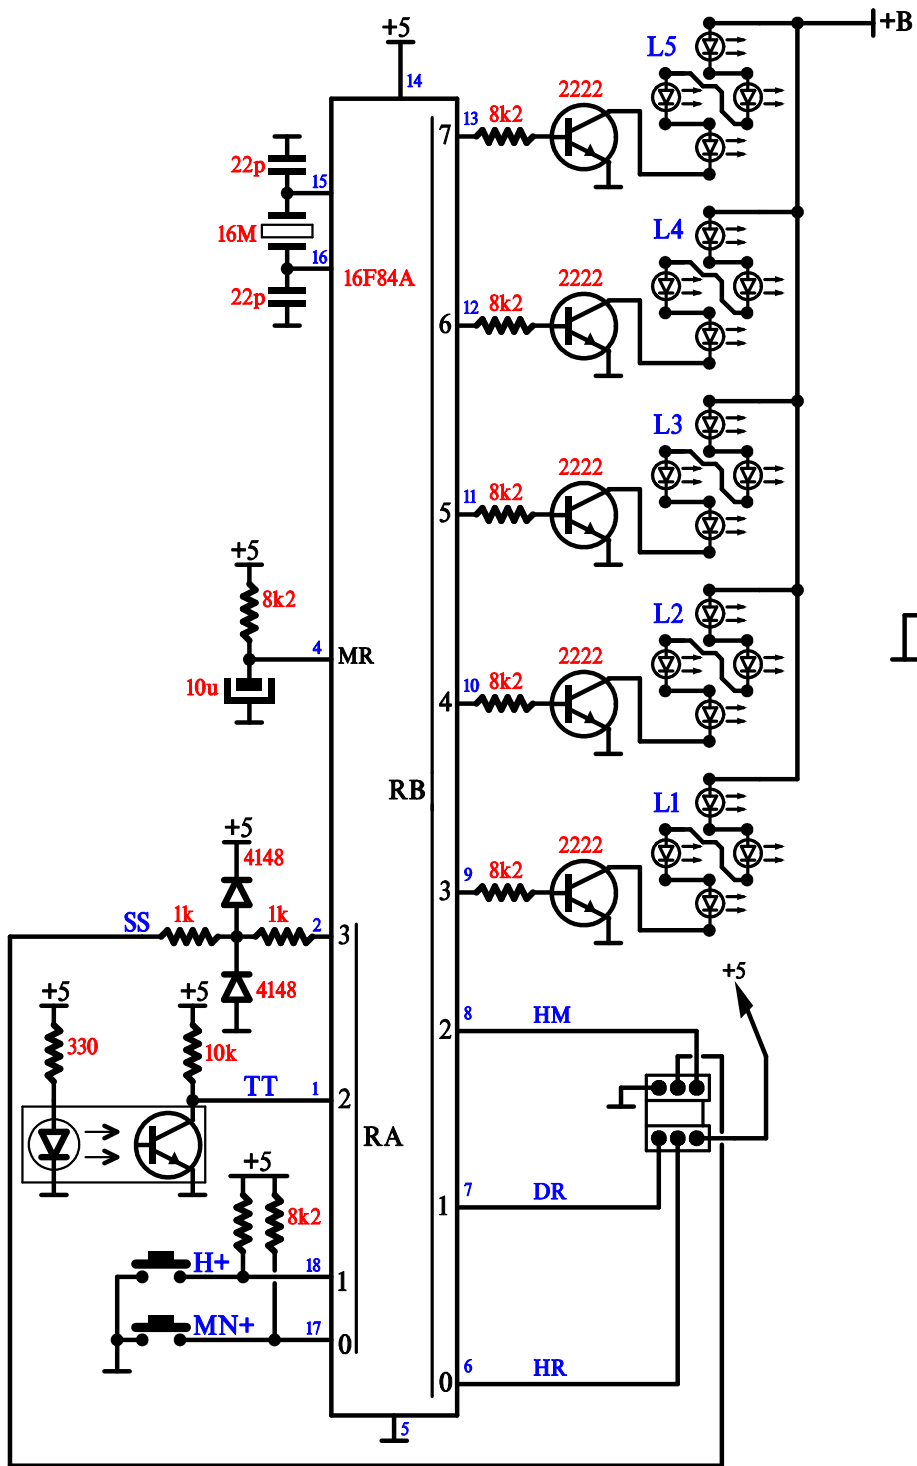 +5
14
+B
L5
2222
8k2
13
7
22p
15
16M
16
16F84A
22p
L4
2222
8k2
12
6
L3
2222
8k2
11
5
+5
8k2
4
MR
10u
L2
2222
8k2
10
4
RB
L1
2222
8k2
9
3
+5
4148
SS
1k
1k
2
3
4148
+5
+5
330
10k
TT
1
2
RA
8
HM
2
+5
7
DR
1
+5
8k2
H+
18
1
MN+
17
0
6
HR
0
5